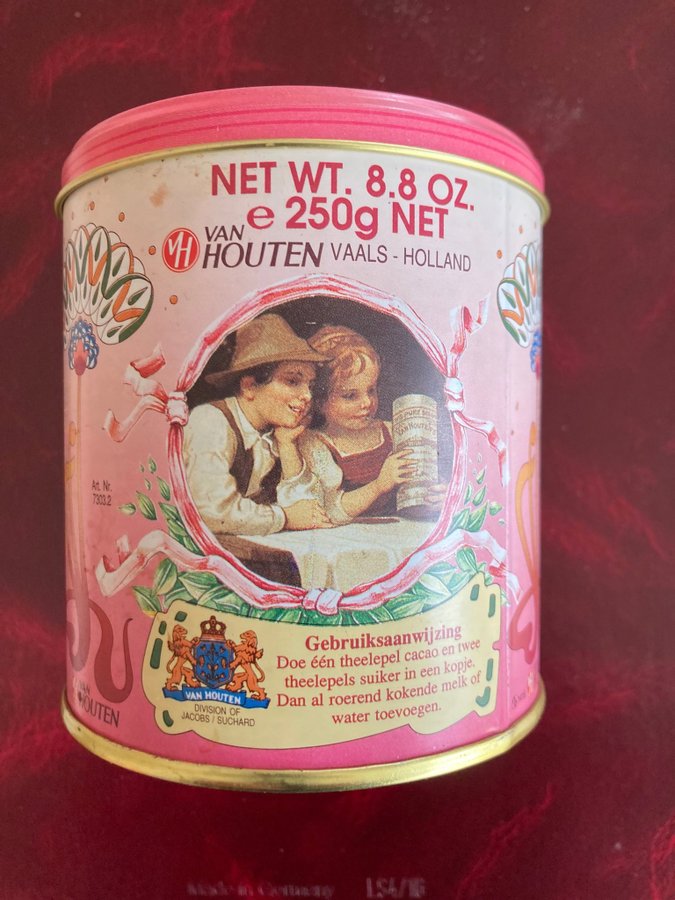 NET WT. 8.8 OZ.
e 250g NET
VH VAN
HOUTEN VAALS - HOLLAND
VAN HOUTEN
Art. Nr.
7303.2
Gebruiksaanwijzing
Doe één theelepel cacao en twee
theelepels suiker in een kopje.
Dan al roerend kokende melk of
water toevoegen.
VAN HOUTEN
DIVISION OF
JACOBS / SUCHARD
HOUTEN
Made in Germany